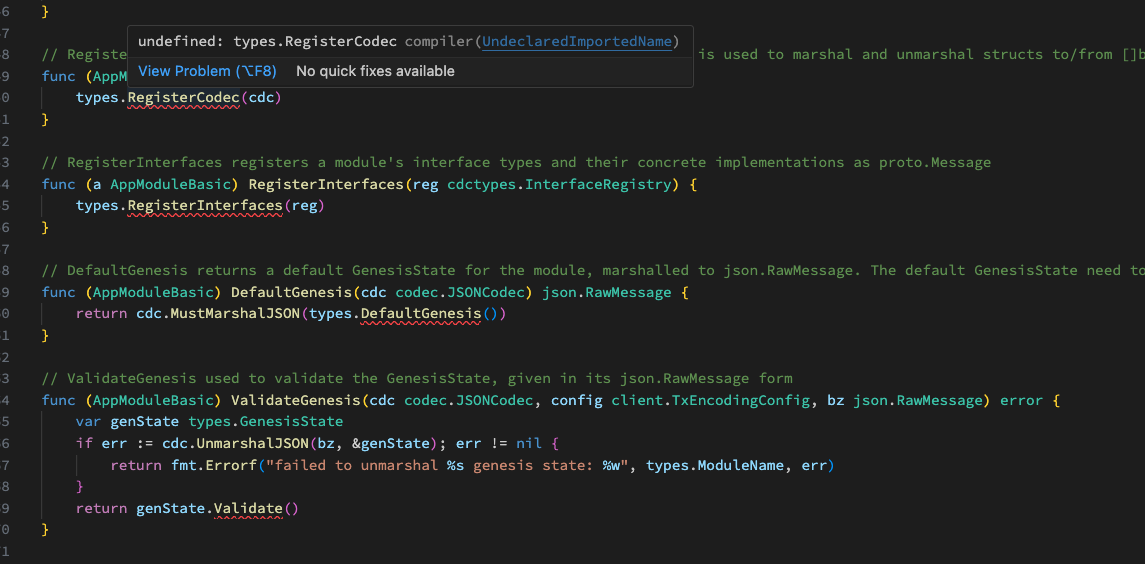 6 }
7
8 // Registe is used to marshal and unmarshal structs to/from []b
undefined: types.RegisterCodec compiler(UndeclaredImportedName)
View Problem (⌥F8) No quick fixes available
9 func (AppM
0 types.RegisterCodec(cdc)
1 }
2
3 // RegisterInterfaces registers a module's interface types and their concrete implementations as proto.Message
4 func (a AppModuleBasic) RegisterInterfaces(reg cdctypes.InterfaceRegistry) {
5 types.RegisterInterfaces(reg)
6 }
7
8 // DefaultGenesis returns a default GenesisState for the module, marshalled to json.RawMessage. The default GenesisState need to
9 func (AppModuleBasic) DefaultGenesis(cdc codec.JSONCodec) json.RawMessage {
0 return cdc.MustMarshalJSON(types.DefaultGenesis())
1 }
2
3 // ValidateGenesis used to validate the GenesisState, given in its json.RawMessage form
4 func (AppModuleBasic) ValidateGenesis(cdc codec.JSONCodec, config client.TxEncodingConfig, bz json.RawMessage) error {
5 var genState types.GenesisState
6 if err := cdc.UnmarshalJSON(bz, &genState); err != nil {
7 return fmt.Errorf("failed to unmarshal %s genesis state: %w", types.ModuleName, err)
8 }
9 return genState.Validate()
0 }
1